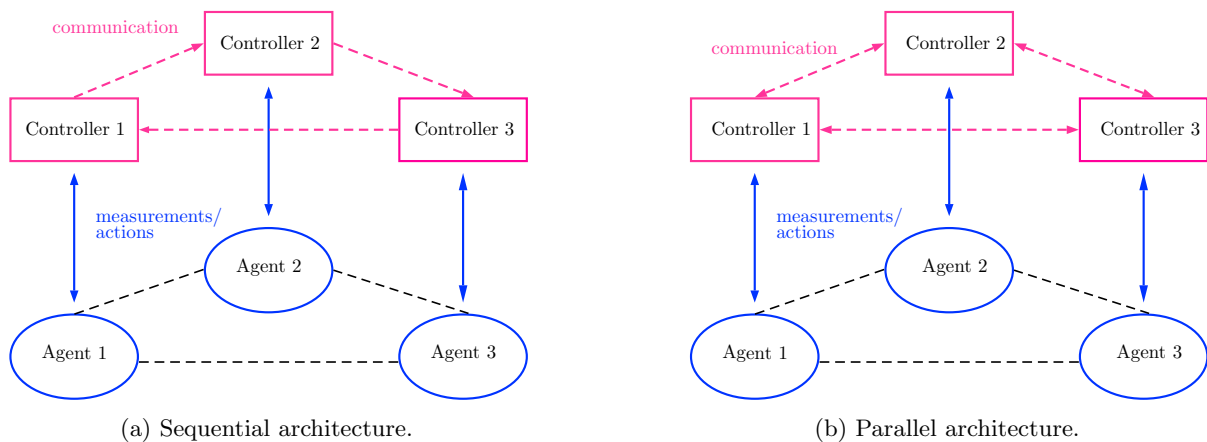 communication
Controller 2
Controller 1
Controller 3
measurements/
actions
Agent 2
Agent 1
Agent 3
(a) Sequential architecture.
communication
Controller 2
Controller 1
Controller 3
measurements/
actions
Agent 2
Agent 1
Agent 3
(b) Parallel architecture.